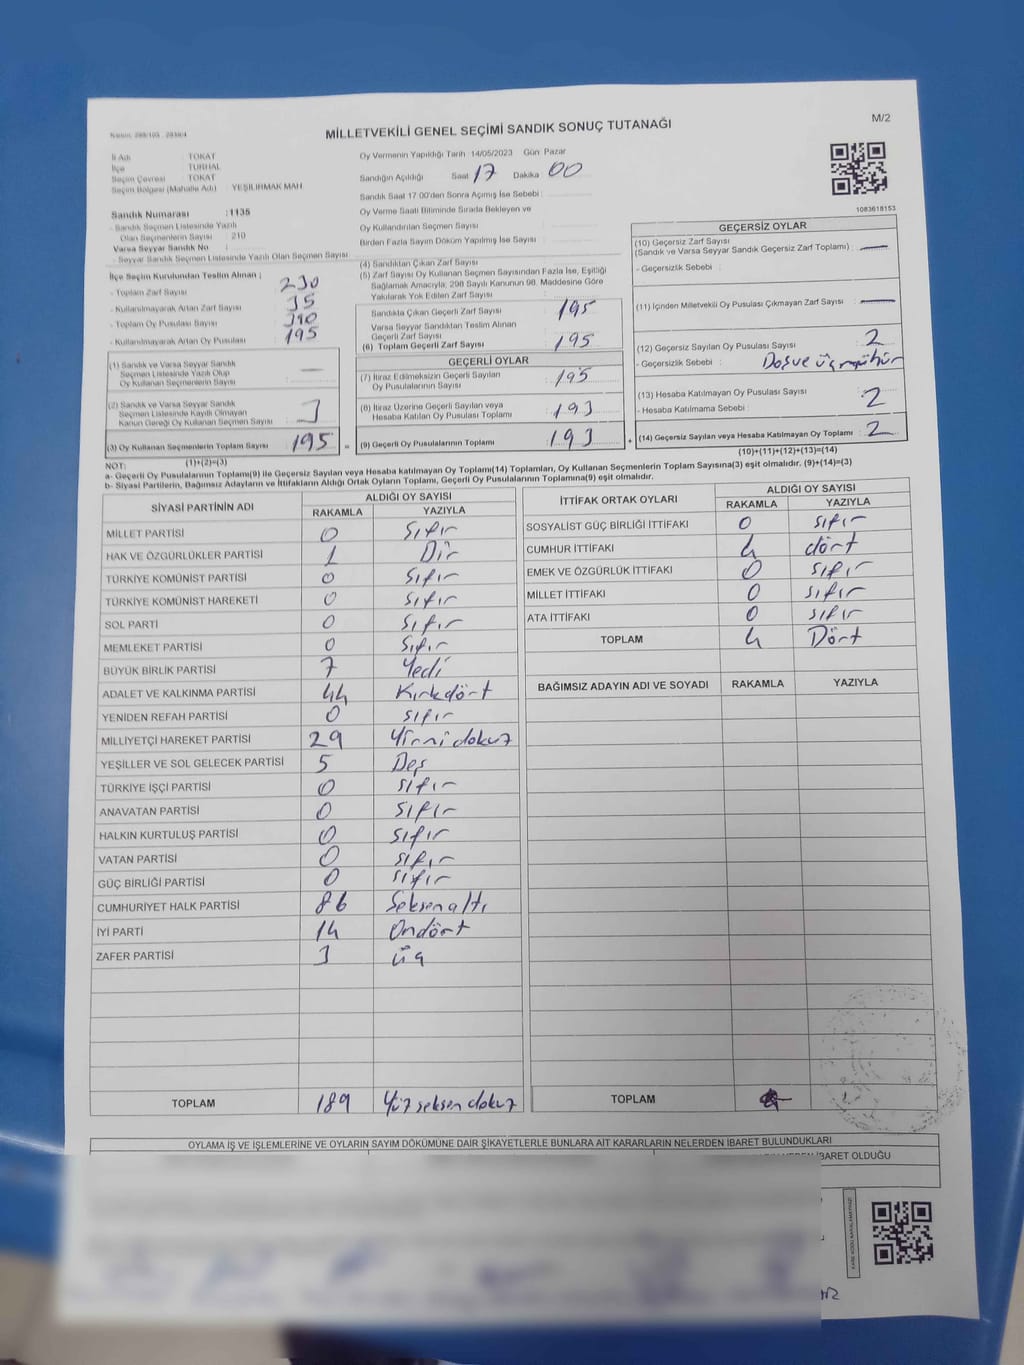 MİLLETVEKİLİ GENEL SEÇİMİ SANDIK SONUÇ TUTANAĞI
M/2
İl Adı : TOKAT
İlçe : TURHAL
Seçim Çevresi : TOKAT
Seçim Bölgesi (Mahalle Adı) : YEŞİLIRMAK MAH.
Sandık Numarası : 1135
- Sandık Seçmen Listesinde Yazılı
Olan Seçmenlerin Sayısı : 210
Varsa Seyyar Sandık No :
- Seyyar Sandık Seçmen Listesinde Yazılı Olan Seçmen Sayısı
İlçe Seçim Kurulundan Teslim Alınan ;
- Toplam Zarf Sayısı 230
- Kullanılmayarak Artan Zarf Sayısı 35
- Toplam Oy Pusulası Sayısı 390
- Kullanılmayarak Artan Oy Pusulası 195
(1) Sandık ve Varsa Seyyar Sandık
Seçmen Listesinde Yazılı Olup
Oy Kullanan Seçmenlerin Sayısı : —
(2) Sandık ve Varsa Seyyar Sandık
Seçmen Listesinde Kayıtlı Olmayan
Kanun Gereği Oy Kullanan Seçmen Sayısı : 3
(3) Oy Kullanan Seçmenlerin Toplam Sayısı 195 =
(1)+(2)=(3)
Oy Vermenin Yapıldığı Tarih 14/05/2023 Gün Pazar
Sandığın Açıldığı Saat 17 Dakika 00
Sandık Saat 17.00'den Sonra Açılmış İse Sebebi :
Oy Verme Saati Bitiminde Sırada Bekleyen ve
Oy Kullandırılan Seçmen Sayısı
Birden Fazla Sayım Döküm Yapılmış İse Sayısı
(4) Sandıktan Çıkan Zarf Sayısı
(5) Zarf Sayısı Oy Kullanan Seçmen Sayısından Fazla İse, Eşitliği
Sağlamak Amacıyla; 298 Sayılı Kanunun 98. Maddesine Göre
Yakılarak Yok Edilen Zarf Sayısı :
Sandıkta Çıkan Geçerli Zarf Sayısı : 195
Varsa Seyyar Sandıktan Teslim Alınan
Geçerli Zarf Sayısı
(6) Toplam Geçerli Zarf Sayısı : 195
GEÇERLİ OYLAR
(7) İtiraz Edilmeksizin Geçerli Sayılan
Oy Pusulalarının Sayısı : 195
(8) İtiraz Üzerine Geçerli Sayılan veya
Hesaba Katılan Oy Pusulası Toplamı : 193
(9) Geçerli Oy Pusulalarının Toplamı : 193 +
1083618153
GEÇERSİZ OYLAR
(10) Geçersiz Zarf Sayısı
(Sandık ve Varsa Seyyar Sandık Geçersiz Zarf Toplamı) : —
- Geçersizlik Sebebi :
(11) İçinden Milletvekili Oy Pusulası Çıkmayan Zarf Sayısı : —
(12) Geçersiz Sayılan Oy Pusulası Sayısı : 2
- Geçersizlik Sebebi :
(13) Hesaba Katılmayan Oy Pusulası Sayısı : 2
- Hesaba Katılmama Sebebi :
(14) Geçersiz Sayılan veya Hesaba Katılmayan Oy Toplamı : 2
(10)+(11)+(12)+(13)=(14)
NOT:
a- Geçerli Oy Pusulalarının Toplamı(9) ile Geçersiz Sayılan veya Hesaba katılmayan Oy Toplamı(14) Toplamları, Oy Kullanan Seçmenlerin Toplam Sayısına(3) eşit olmalıdır. (9)+(14)=(3)
b- Siyasi Partilerin, Bağımsız Adayların ve İttifakların Aldığı Ortak Oyların Toplamı, Geçerli Oy Pusulalarının Toplamına(9) eşit olmalıdır.
SİYASİ PARTİNİN ADI ALDIĞI OY SAYISI
RAKAMLA YAZIYLA
MİLLET PARTİSİ 0 Sıfır
HAK VE ÖZGÜRLÜKLER PARTİSİ 1 Bir
TÜRKİYE KOMÜNİST PARTİSİ 0 Sıfır
TÜRKİYE KOMÜNİST HAREKETİ 0 Sıfır
SOL PARTİ 0 Sıfır
MEMLEKET PARTİSİ 0 Sıfır
BÜYÜK BİRLİK PARTİSİ 7 Yedi
ADALET VE KALKINMA PARTİSİ 44 Kırkdört
YENİDEN REFAH PARTİSİ 0 sıfır
MİLLİYETÇİ HAREKET PARTİSİ 29 Yirmidokuz
YEŞİLLER VE SOL GELECEK PARTİSİ 5 Beş
TÜRKİYE İŞÇİ PARTİSİ 0 sıfır
ANAVATAN PARTİSİ 0 sıfır
HALKIN KURTULUŞ PARTİSİ 0 sıfır
VATAN PARTİSİ 0 sıfır
GÜÇ BİRLİĞİ PARTİSİ 0 sıfır
CUMHURİYET HALK PARTİSİ 86 Seksenaltı
İYİ PARTİ 14 Ondört
ZAFER PARTİSİ 3 üç
TOPLAM 189 Yüzseksendokuz
İTTİFAK ORTAK OYLARI ALDIĞI OY SAYISI
RAKAMLA YAZIYLA
SOSYALİST GÜÇ BİRLİĞİ İTTİFAKI 0 sıfır
CUMHUR İTTİFAKI 4 dört
EMEK VE ÖZGÜRLÜK İTTİFAKI 0 sıfır
MİLLET İTTİFAKI 0 sıfır
ATA İTTİFAKI 0 sıfır
TOPLAM 4 Dört
BAĞIMSIZ ADAYIN ADI VE SOYADI RAKAMLA YAZIYLA
TOPLAM
OYLAMA İŞ VE İŞLEMLERİNE VE OYLARIN SAYIM DÖKÜMÜNE DAİR ŞİKAYETLERLE BUNLARA AİT KARARLARIN NELERDEN İBARET BULUNDUKLARI
İBARET OLDUĞU